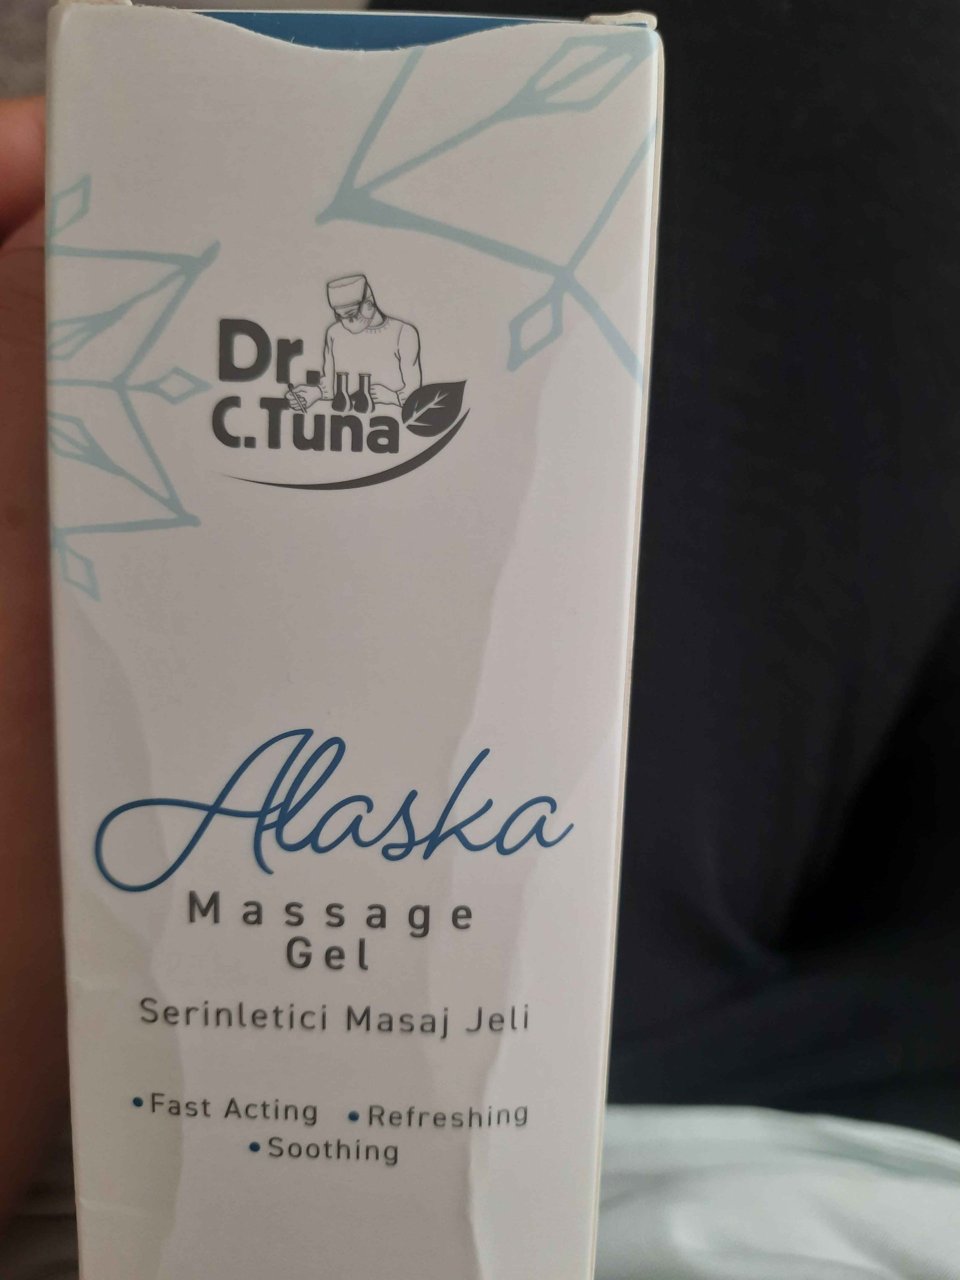 Dr.
C.Tuna
Alaska
Massage
Gel
Serinletici Masaj Jeli
•Fast Acting •Refreshing
•Soothing